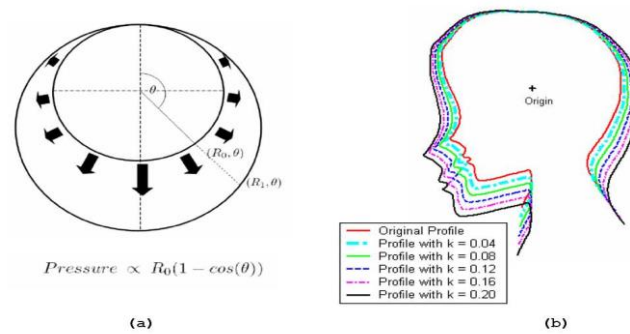 θ
(R₀, θ)
(R₁, θ)
Pressure ∝ R₀(1 − cos(θ))
(a)
Origin
Original Profile
Profile with k = 0.04
Profile with k = 0.08
Profile with k = 0.12
Profile with k = 0.16
Profile with k = 0.20
(b)